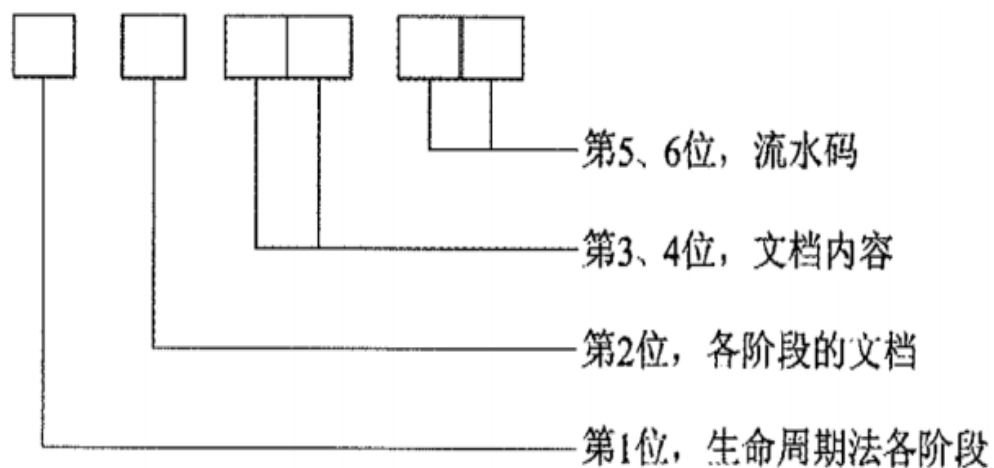 第5、6位，流水码
第3、4位，文档内容
第2位，各阶段的文档
第1位，生命周期法各阶段